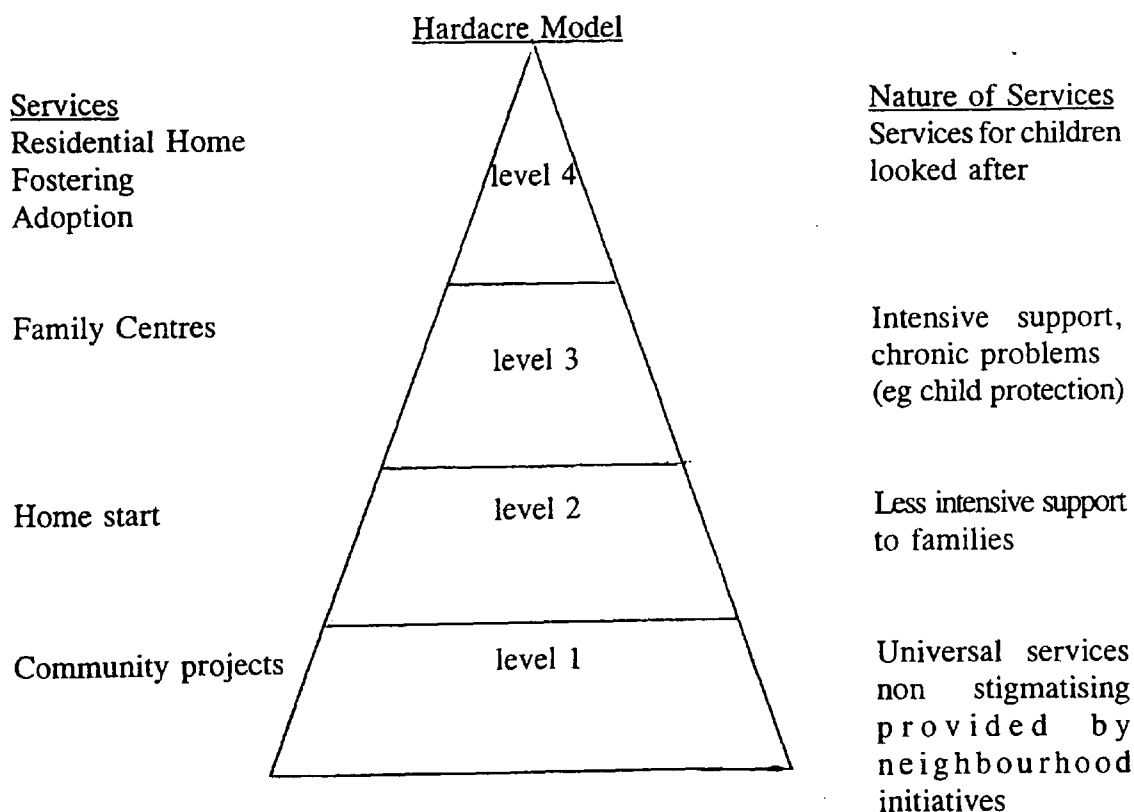 Hardacre Model
Services
Residential Home
Fostering
Adoption
level 4
Nature of Services
Services for children
looked after
Family Centres
level 3
Intensive support,
chronic problems
(eg child protection)
Home start
level 2
Less intensive support
to families
Community projects
level 1
Universal services
non stigmatising
provided by
neighbourhood
initiatives